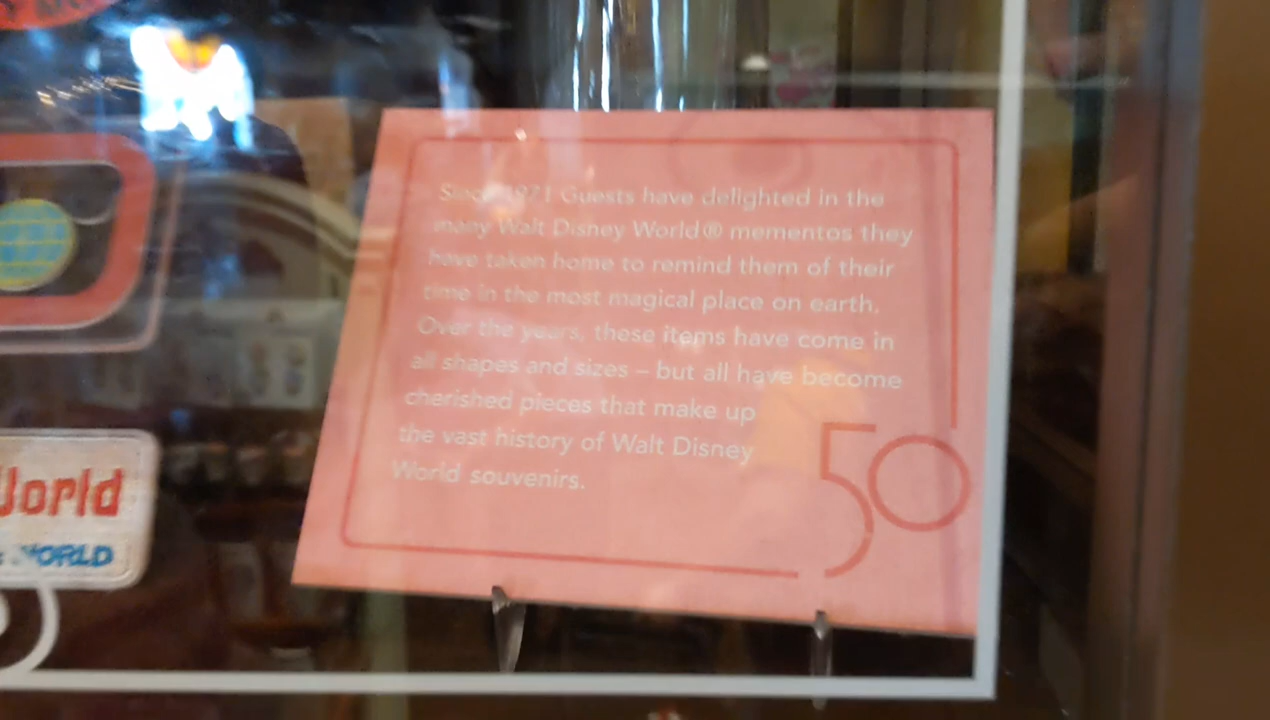 Since 1971 Guests have delighted in the
many Walt Disney World® mementos they
have taken home to remind them of their
time in the most magical place on earth.
Over the years, these items have come in
all shapes and sizes – but all have become
cherished pieces that make up
the vast history of Walt Disney
World souvenirs.
50
World
WORLD